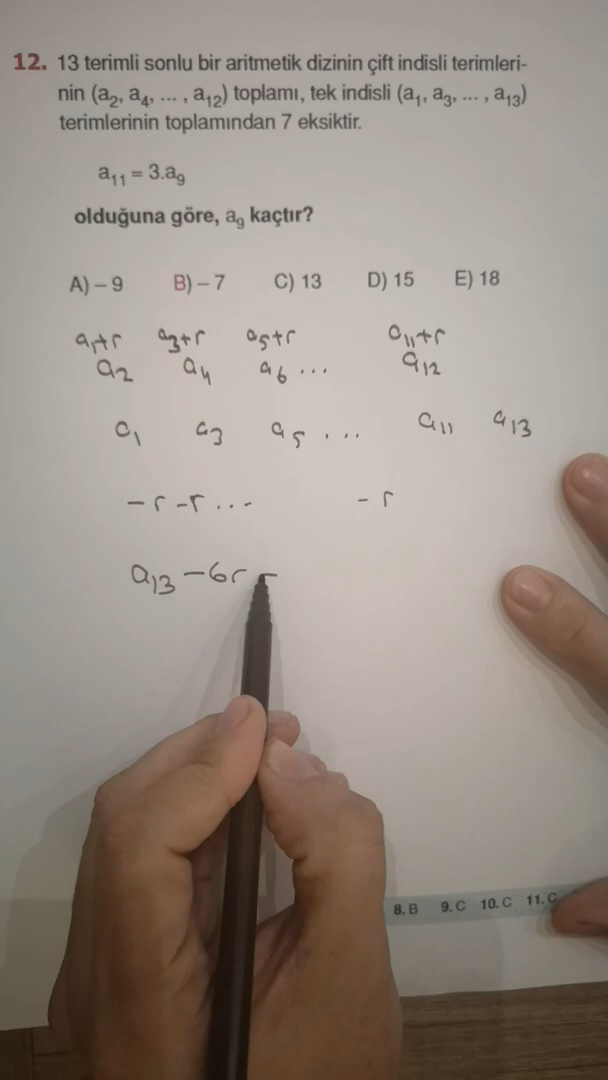 12. 13 terimli sonlu bir aritmetik dizinin çift indisli terimleri-
nin (a₂, a₄, ... , a₁₂) toplamı, tek indisli (a₁, a₃, ... , a₁₃)
terimlerinin toplamından 7 eksiktir.
a₁₁ = 3.a₉
olduğuna göre, a₉ kaçtır?
A) – 9 B) – 7 C) 13 D) 15 E) 18
a₁+r a₃+r a₅+r a₁₁+r
a₂ a₄ a₆ ... a₁₂
a₁ a₃ a₅ ... a₁₁ a₁₃
-r -r ... -r
a₁₃ -6r
8. B 9. C 10. C 11. C